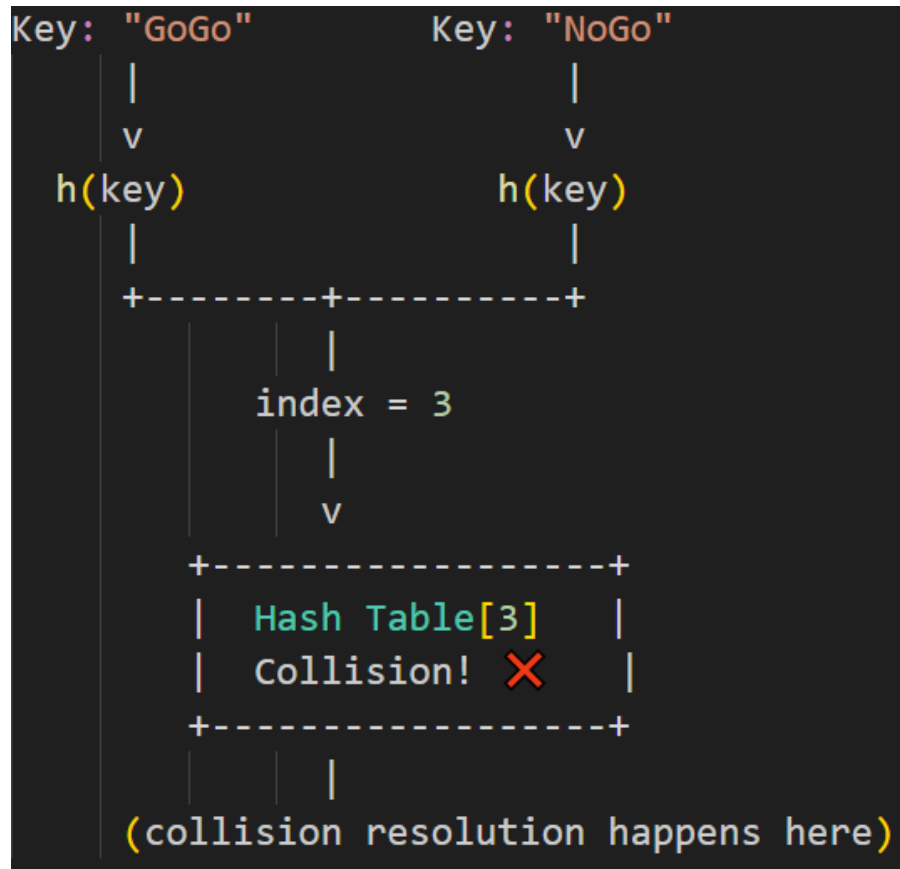 Key: "GoGo"          Key: "NoGo"
     |                    |
     v                    v
  h(key)              h(key)
     |                    |
     +--------+----------+
              |
           index = 3
              |
              v
        +------------------+
        |  Hash Table[3]   |
        |  Collision! ❌    |
        +------------------+
              |
     (collision resolution happens here)